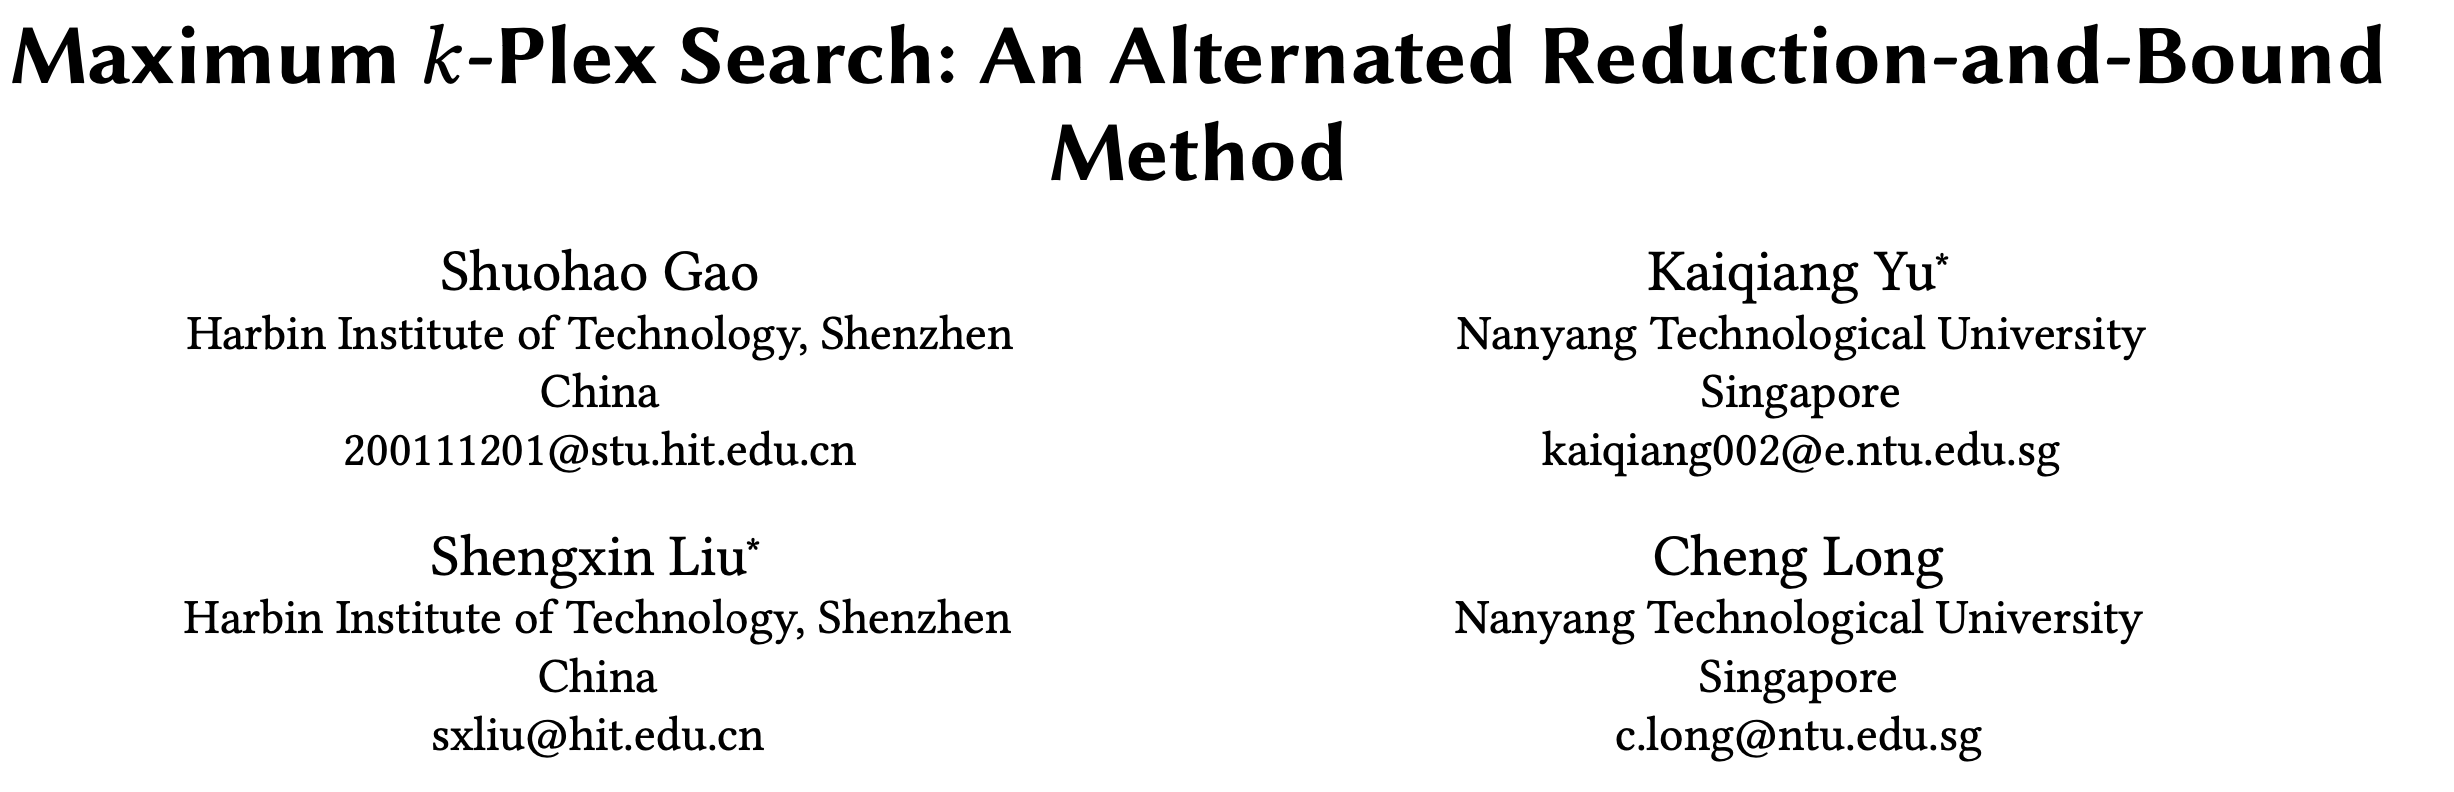 Maximum k-Plex Search: An Alternated Reduction-and-Bound
Method
Shuohao Gao
Harbin Institute of Technology, Shenzhen
China
200111201@stu.hit.edu.cn
Kaiqiang Yu*
Nanyang Technological University
Singapore
kaiqiang002@e.ntu.edu.sg
Shengxin Liu*
Harbin Institute of Technology, Shenzhen
China
sxliu@hit.edu.cn
Cheng Long
Nanyang Technological University
Singapore
c.long@ntu.edu.sg